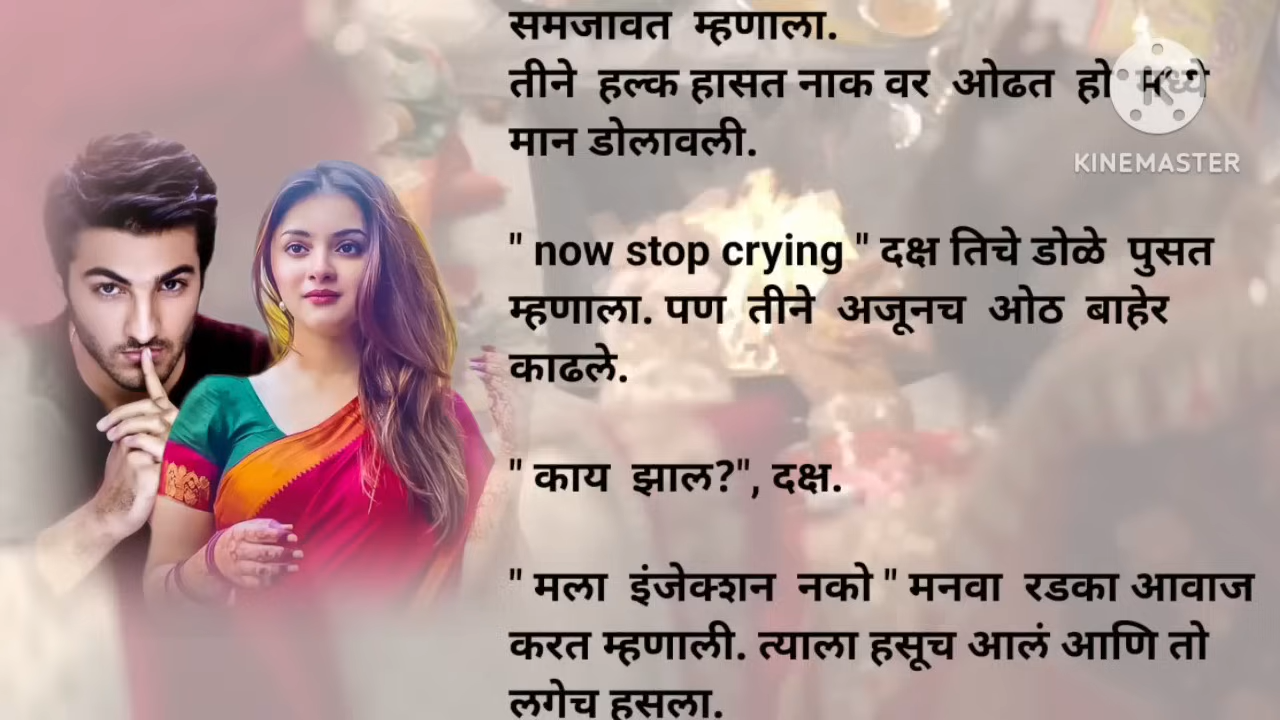 समजावत म्हणाला.
तीने हल्क हासत नाक वर ओढत हो मध्ये
मान डोलावली.
KINEMASTER
" now stop crying " दक्ष तिचे डोळे पुसत
म्हणाला. पण तीने अजूनच ओठ बाहेर
काढले.
" काय झाल?", दक्ष.
" मला इंजेक्शन नको " मनवा रडका आवाज
करत म्हणाली. त्याला हसूच आलं आणि तो
लगेच हसला.